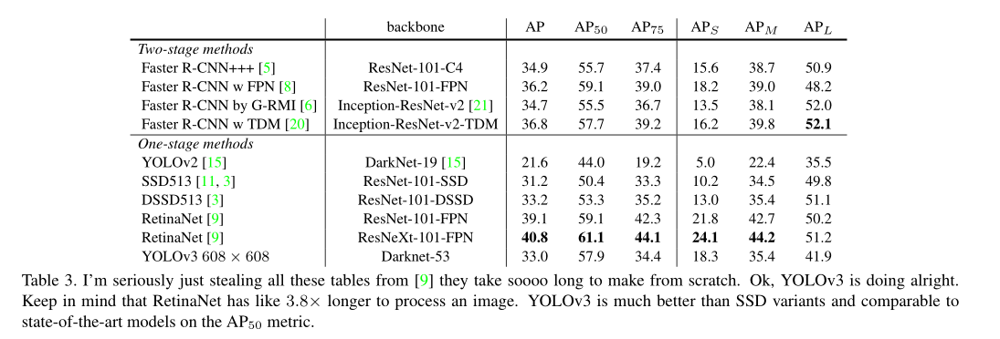 backbone AP AP50 AP75 APS APM APL
Two-stage methods
Faster R-CNN+++ [5] ResNet-101-C4 34.9 55.7 37.4 15.6 38.7 50.9
Faster R-CNN w FPN [8] ResNet-101-FPN 36.2 59.1 39.0 18.2 39.0 48.2
Faster R-CNN by G-RMI [6] Inception-ResNet-v2 [21] 34.7 55.5 36.7 13.5 38.1 52.0
Faster R-CNN w TDM [20] Inception-ResNet-v2-TDM 36.8 57.7 39.2 16.2 39.8 52.1
One-stage methods
YOLOv2 [15] DarkNet-19 [15] 21.6 44.0 19.2 5.0 22.4 35.5
SSD513 [11, 3] ResNet-101-SSD 31.2 50.4 33.3 10.2 34.5 49.8
DSSD513 [3] ResNet-101-DSSD 33.2 53.3 35.2 13.0 35.4 51.1
RetinaNet [9] ResNet-101-FPN 39.1 59.1 42.3 21.8 42.7 50.2
RetinaNet [9] ResNeXt-101-FPN 40.8 61.1 44.1 24.1 44.2 51.2
YOLOv3 608 × 608 Darknet-53 33.0 57.9 34.4 18.3 35.4 41.9
Table 3. I'm seriously just stealing all these tables from [9] they take soooo long to make from scratch. Ok, YOLOv3 is doing alright.
Keep in mind that RetinaNet has like 3.8× longer to process an image. YOLOv3 is much better than SSD variants and comparable to
state-of-the-art models on the AP50 metric.